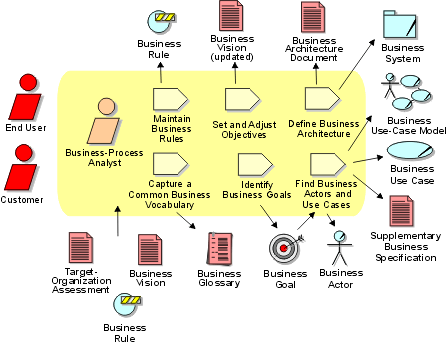 Business
Rule
Business
Vision
(updated)
Business
Architecture
Document
Business
System
End User
Business-Process
Analyst
Maintain
Business
Rules
Set and Adjust
Objectives
Define Business
Architecture
Business
Use-Case Model
Customer
Capture a
Common Business
Vocabulary
Identify
Business Goals
Find Business
Actors and
Use Cases
Business
Use Case
Supplementary
Business
Specification
Target-
Organization
Assessment
Business
Vision
Business
Glossary
Business
Goal
Business
Actor
Business
Rule